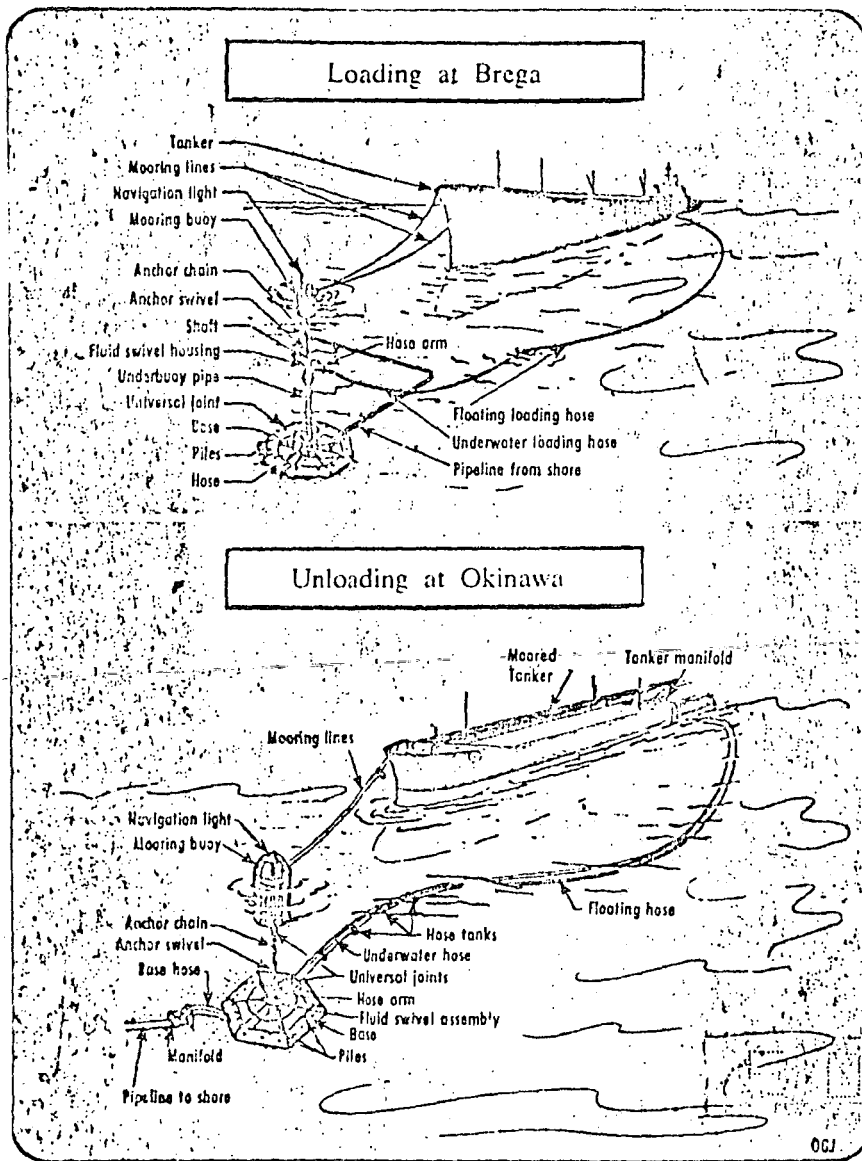 Loading at Brega
Tanker
Mooring lines
Navigation light
Mooring buoy
Anchor chain
Anchor swivel
Shaft
Fluid swivel housing
Underbuoy pipe
Universal joint
Base
Piles
Hose
Hose arm
Floating loading hose
Underwater loading hose
Pipeline from shore
Unloading at Okinawa
Moored
Tanker
Tanker manifold
Mooring lines
Navigation light
Mooring buoy
Anchor chain
Anchor swivel
Base hose
Manifold
Pipeline to shore
Floating hose
Hose tanks
Underwater hose
Universal joints
Hose arm
Fluid swivel assembly
Base
Piles
OGJ